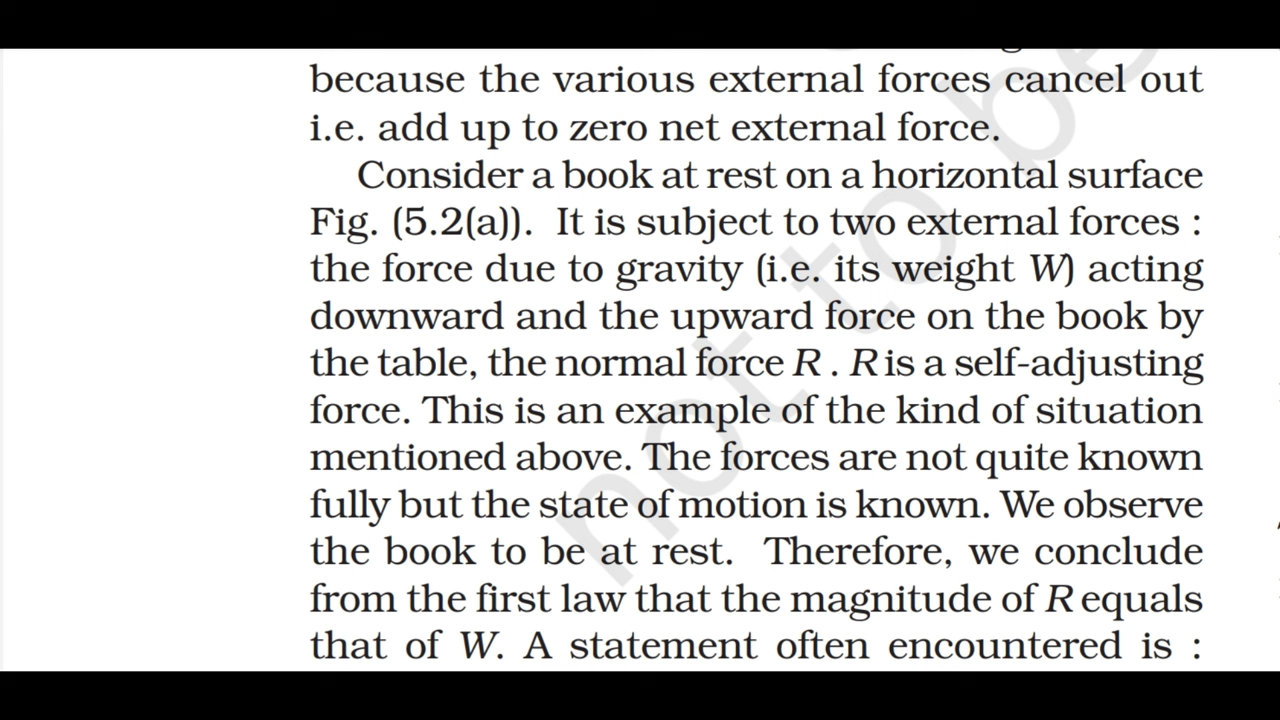 because the various external forces cancel out
i.e. add up to zero net external force.
Consider a book at rest on a horizontal surface
Fig. (5.2(a)). It is subject to two external forces :
the force due to gravity (i.e. its weight W) acting
downward and the upward force on the book by
the table, the normal force R . R is a self-adjusting
force. This is an example of the kind of situation
mentioned above. The forces are not quite known
fully but the state of motion is known. We observe
the book to be at rest. Therefore, we conclude
from the first law that the magnitude of R equals
that of W. A statement often encountered is :
not to be